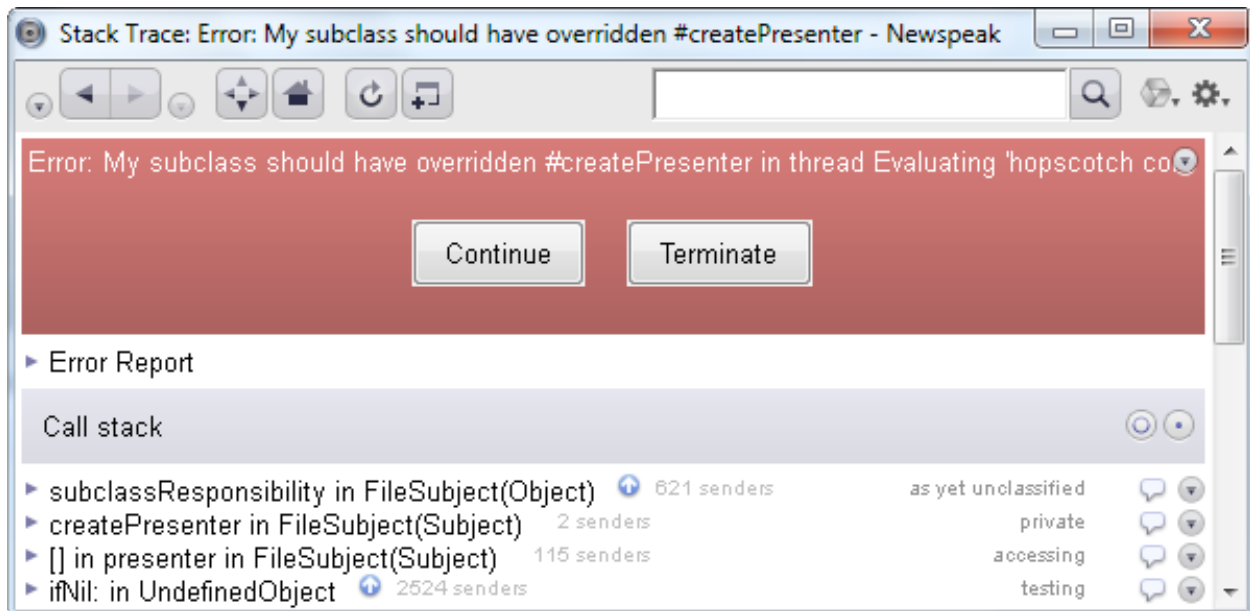 Stack Trace: Error: My subclass should have overridden #createPresenter - Newspeak
Error: My subclass should have overridden #createPresenter in thread Evaluating 'hopscotch co
Continue Terminate
Error Report
Call stack
subclassResponsibility in FileSubject(Object) 621 senders as yet unclassified
createPresenter in FileSubject(Subject) 2 senders private
[] in presenter in FileSubject(Subject) 115 senders accessing
ifNil: in UndefinedObject 2524 senders testing